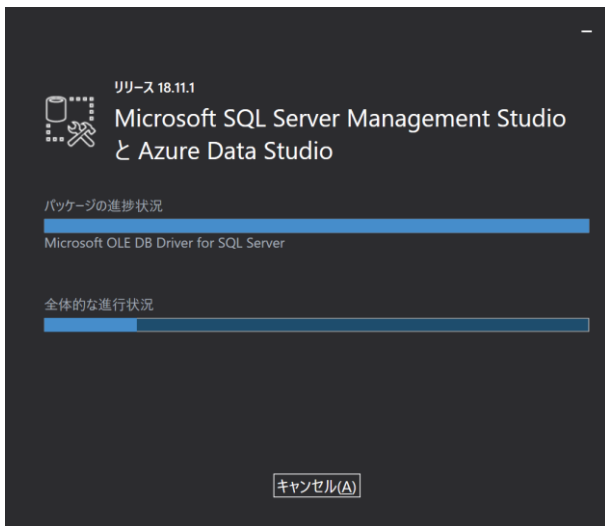 リリース 18.11.1
Microsoft SQL Server Management Studio
と Azure Data Studio
パッケージの進捗状況
Microsoft OLE DB Driver for SQL Server
全体的な進行状況
キャンセル(A)